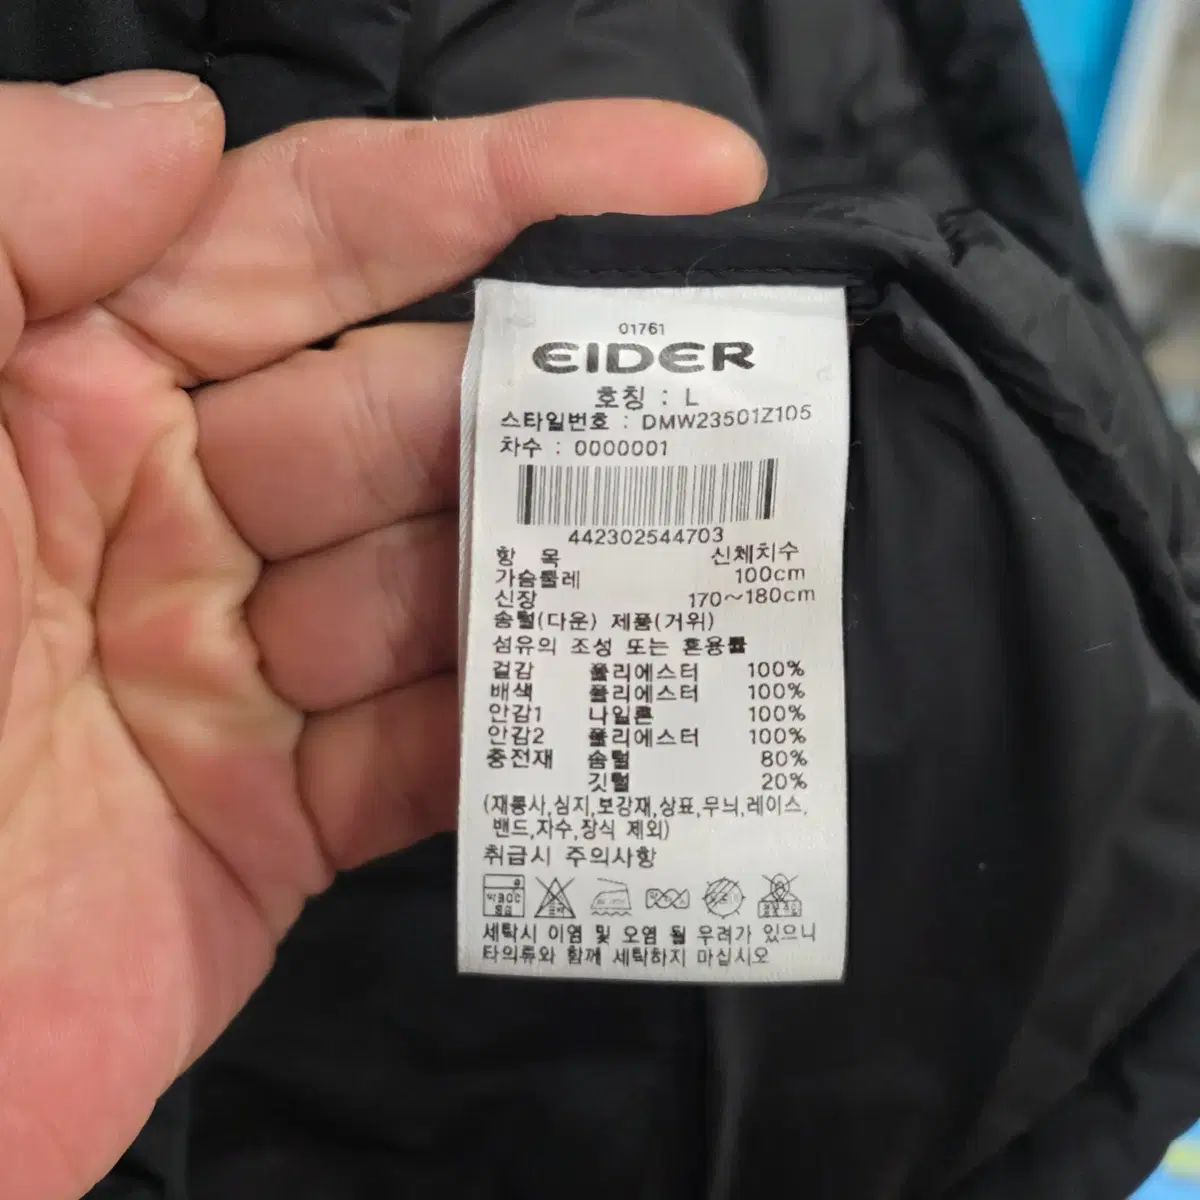 01761
EIDER
호칭 : L
스타일번호 : DMW23501Z105
차수 : 0000001
442302544703
항 목 신체치수
가슴둘레 100cm
신장 170~180cm
솜털(다운) 제품(거위)
섬유의 조성 또는 혼용률
겉감 폴리에스터 100%
배색 폴리에스터 100%
안감1 나일론 100%
안감2 폴리에스터 100%
충전재 솜털 80%
깃털 20%
(재봉사,심지,보강재,상표,무늬,레이스,
밴드,자수,장식 제외)
취급시 주의사항
약30℃
중성
세탁시 이염 및 오염 될 우려가 있으니
타의류와 함께 세탁하지 마십시오